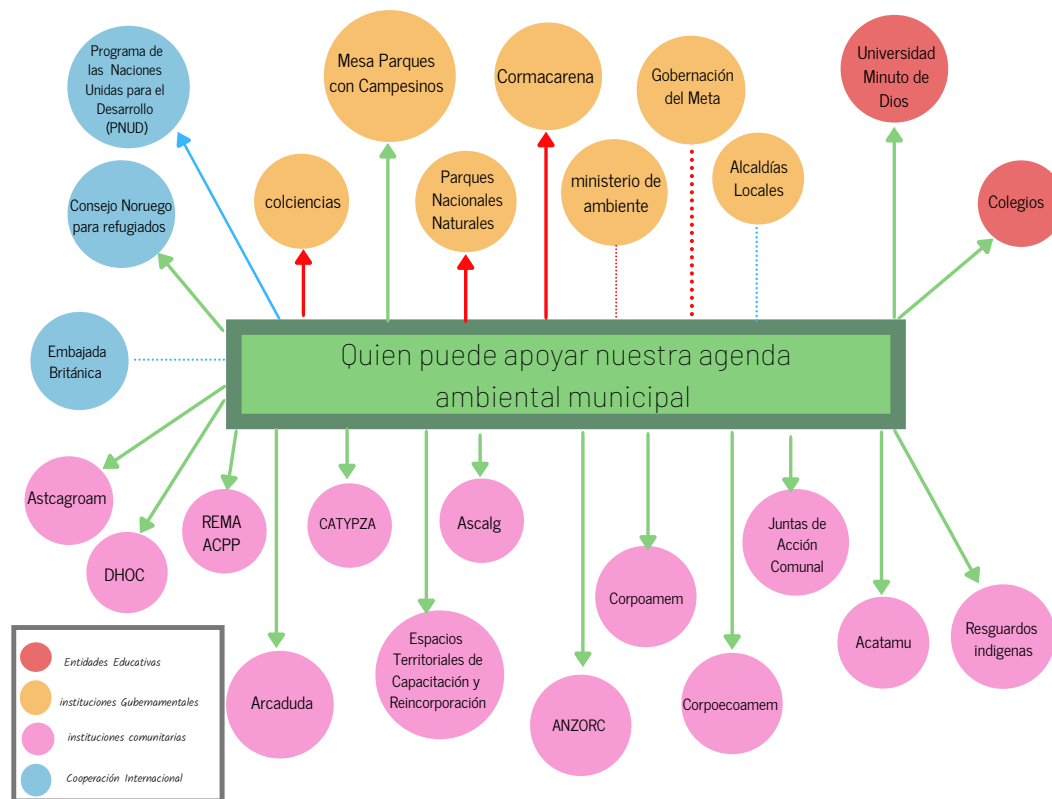 Programa de
las Naciones
Unidas para el
Desarrollo
(PNUD)
Mesa Parques
con Campesinos
Cormacarena
Gobernación
del Meta
Universidad
Minuto de
Dios
Consejo Noruego
para refugiados
colciencias
Parques
Nacionales
Naturales
ministerio de
ambiente
Alcaldías
Locales
Colegios
Embajada
Británica
Quien puede apoyar nuestra agenda
ambiental municipal
Astcagroam
DHOC
REMA
ACPP
CATYPZA
Ascalg
Juntas de
Acción
Comunal
Corpoamem
Arcaduda
Espacios
Territoriales de
Capacitación y
Reincorporación
ANZORC
Corpoecoamem
Acatamu
Resguardos
indigenas
Entidades Educativas
instituciones Gubernamentales
instituciones comunitarias
Cooperación Internacional